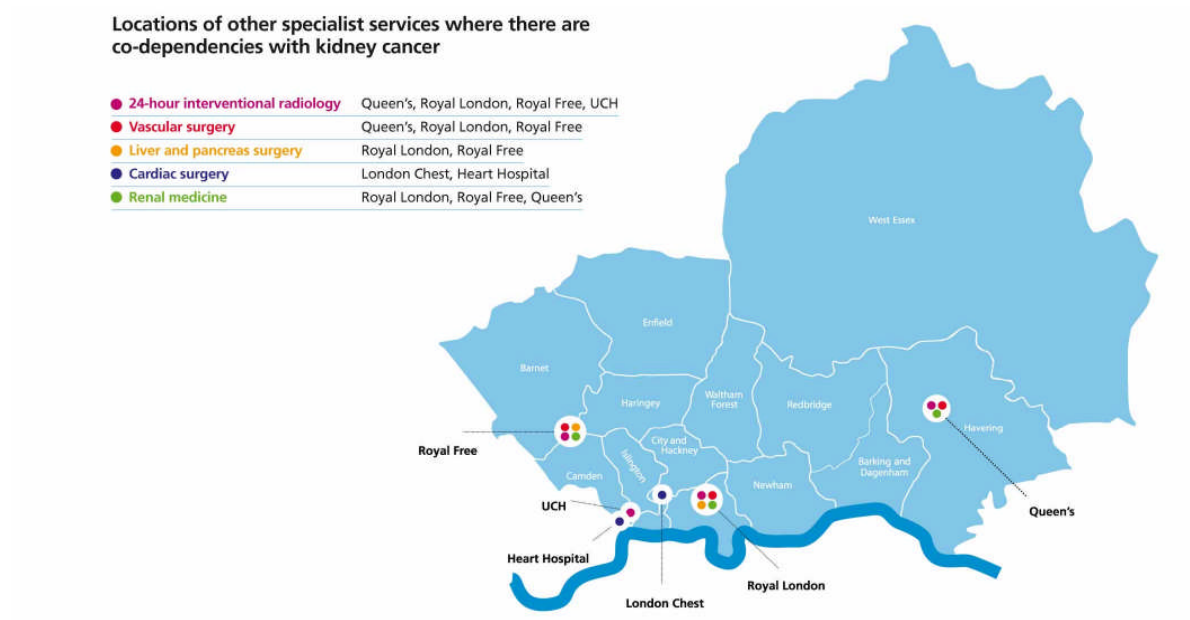 Locations of other specialist services where there are
co-dependencies with kidney cancer
24-hour interventional radiology Queen's, Royal London, Royal Free, UCH
Vascular surgery Queen's, Royal London, Royal Free
Liver and pancreas surgery Royal London, Royal Free
Cardiac surgery London Chest, Heart Hospital
Renal medicine Royal London, Royal Free, Queen's
West Essex
Enfield
Barnet
Haringey
Waltham
Forest
Redbridge
Havering
City and
Hackney
Royal Free
Islington
Camden
Barking and
Dagenham
Newham
UCH
Queen's
Heart Hospital
Royal London
London Chest